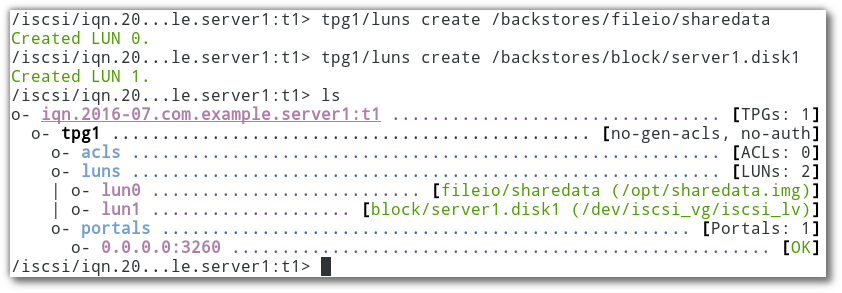 /iscsi/iqn.20...le.server1:t1> tpg1/luns create /backstores/fileio/sharedata
Created LUN 0.
/iscsi/iqn.20...le.server1:t1> tpg1/luns create /backstores/block/server1.disk1
Created LUN 1.
/iscsi/iqn.20...le.server1:t1> ls
o- iqn.2016-07.com.example.server1:t1 ................................. [TPGs: 1]
  o- tpg1 ................................................ [no-gen-acls, no-auth]
    o- acls ........................................................... [ACLs: 0]
    o- luns ........................................................... [LUNs: 2]
    | o- lun0 ........................... [fileio/sharedata (/opt/sharedata.img)]
    | o- lun1 .................... [block/server1.disk1 (/dev/iscsi_vg/iscsi_lv)]
    o- portals ..................................................... [Portals: 1]
      o- 0.0.0.0:3260 ...................................................... [OK]
/iscsi/iqn.20...le.server1:t1>